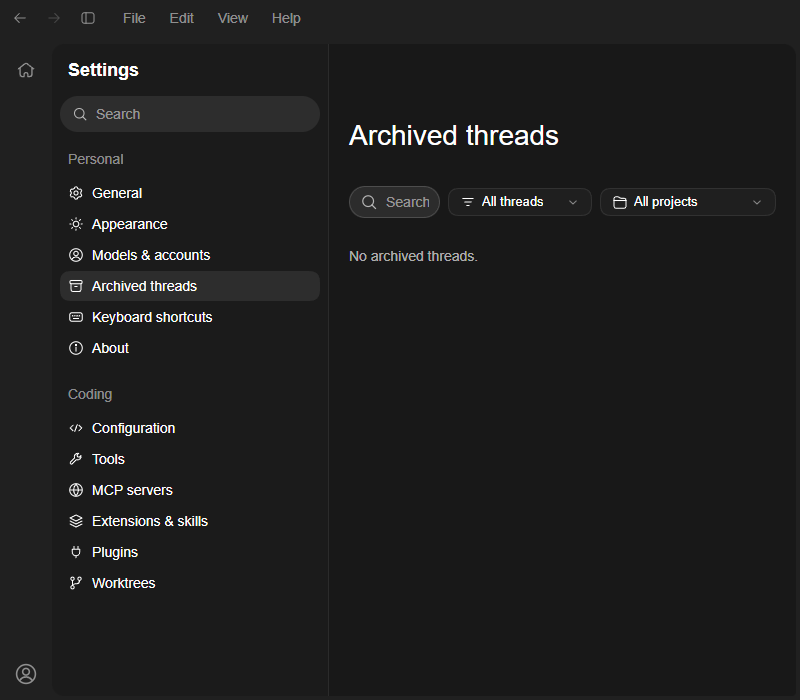 File Edit View Help
Settings
Search
Personal
General
Appearance
Models & accounts
Archived threads
Keyboard shortcuts
About
Coding
Configuration
Tools
MCP servers
Extensions & skills
Plugins
Worktrees
Archived threads
Search All threads All projects
No archived threads.